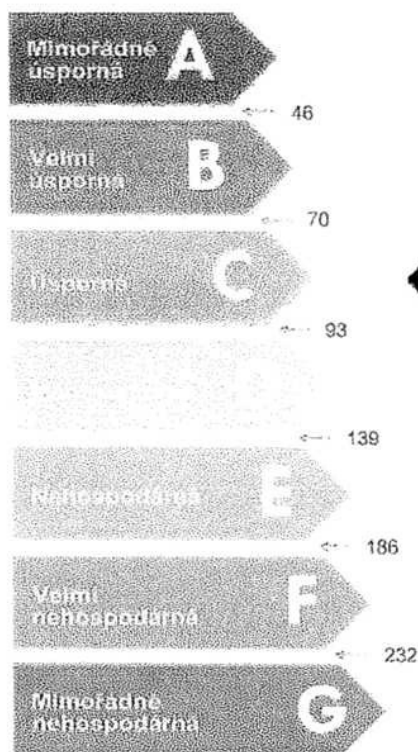 Mimořádně
úsporná
A
46
Velmi
úsporná
B
70
Úsporná
C
93
D
139
Nehospodárná
E
186
Velmi
nehospodárná
F
232
Mimořádně
nehospodárná
G